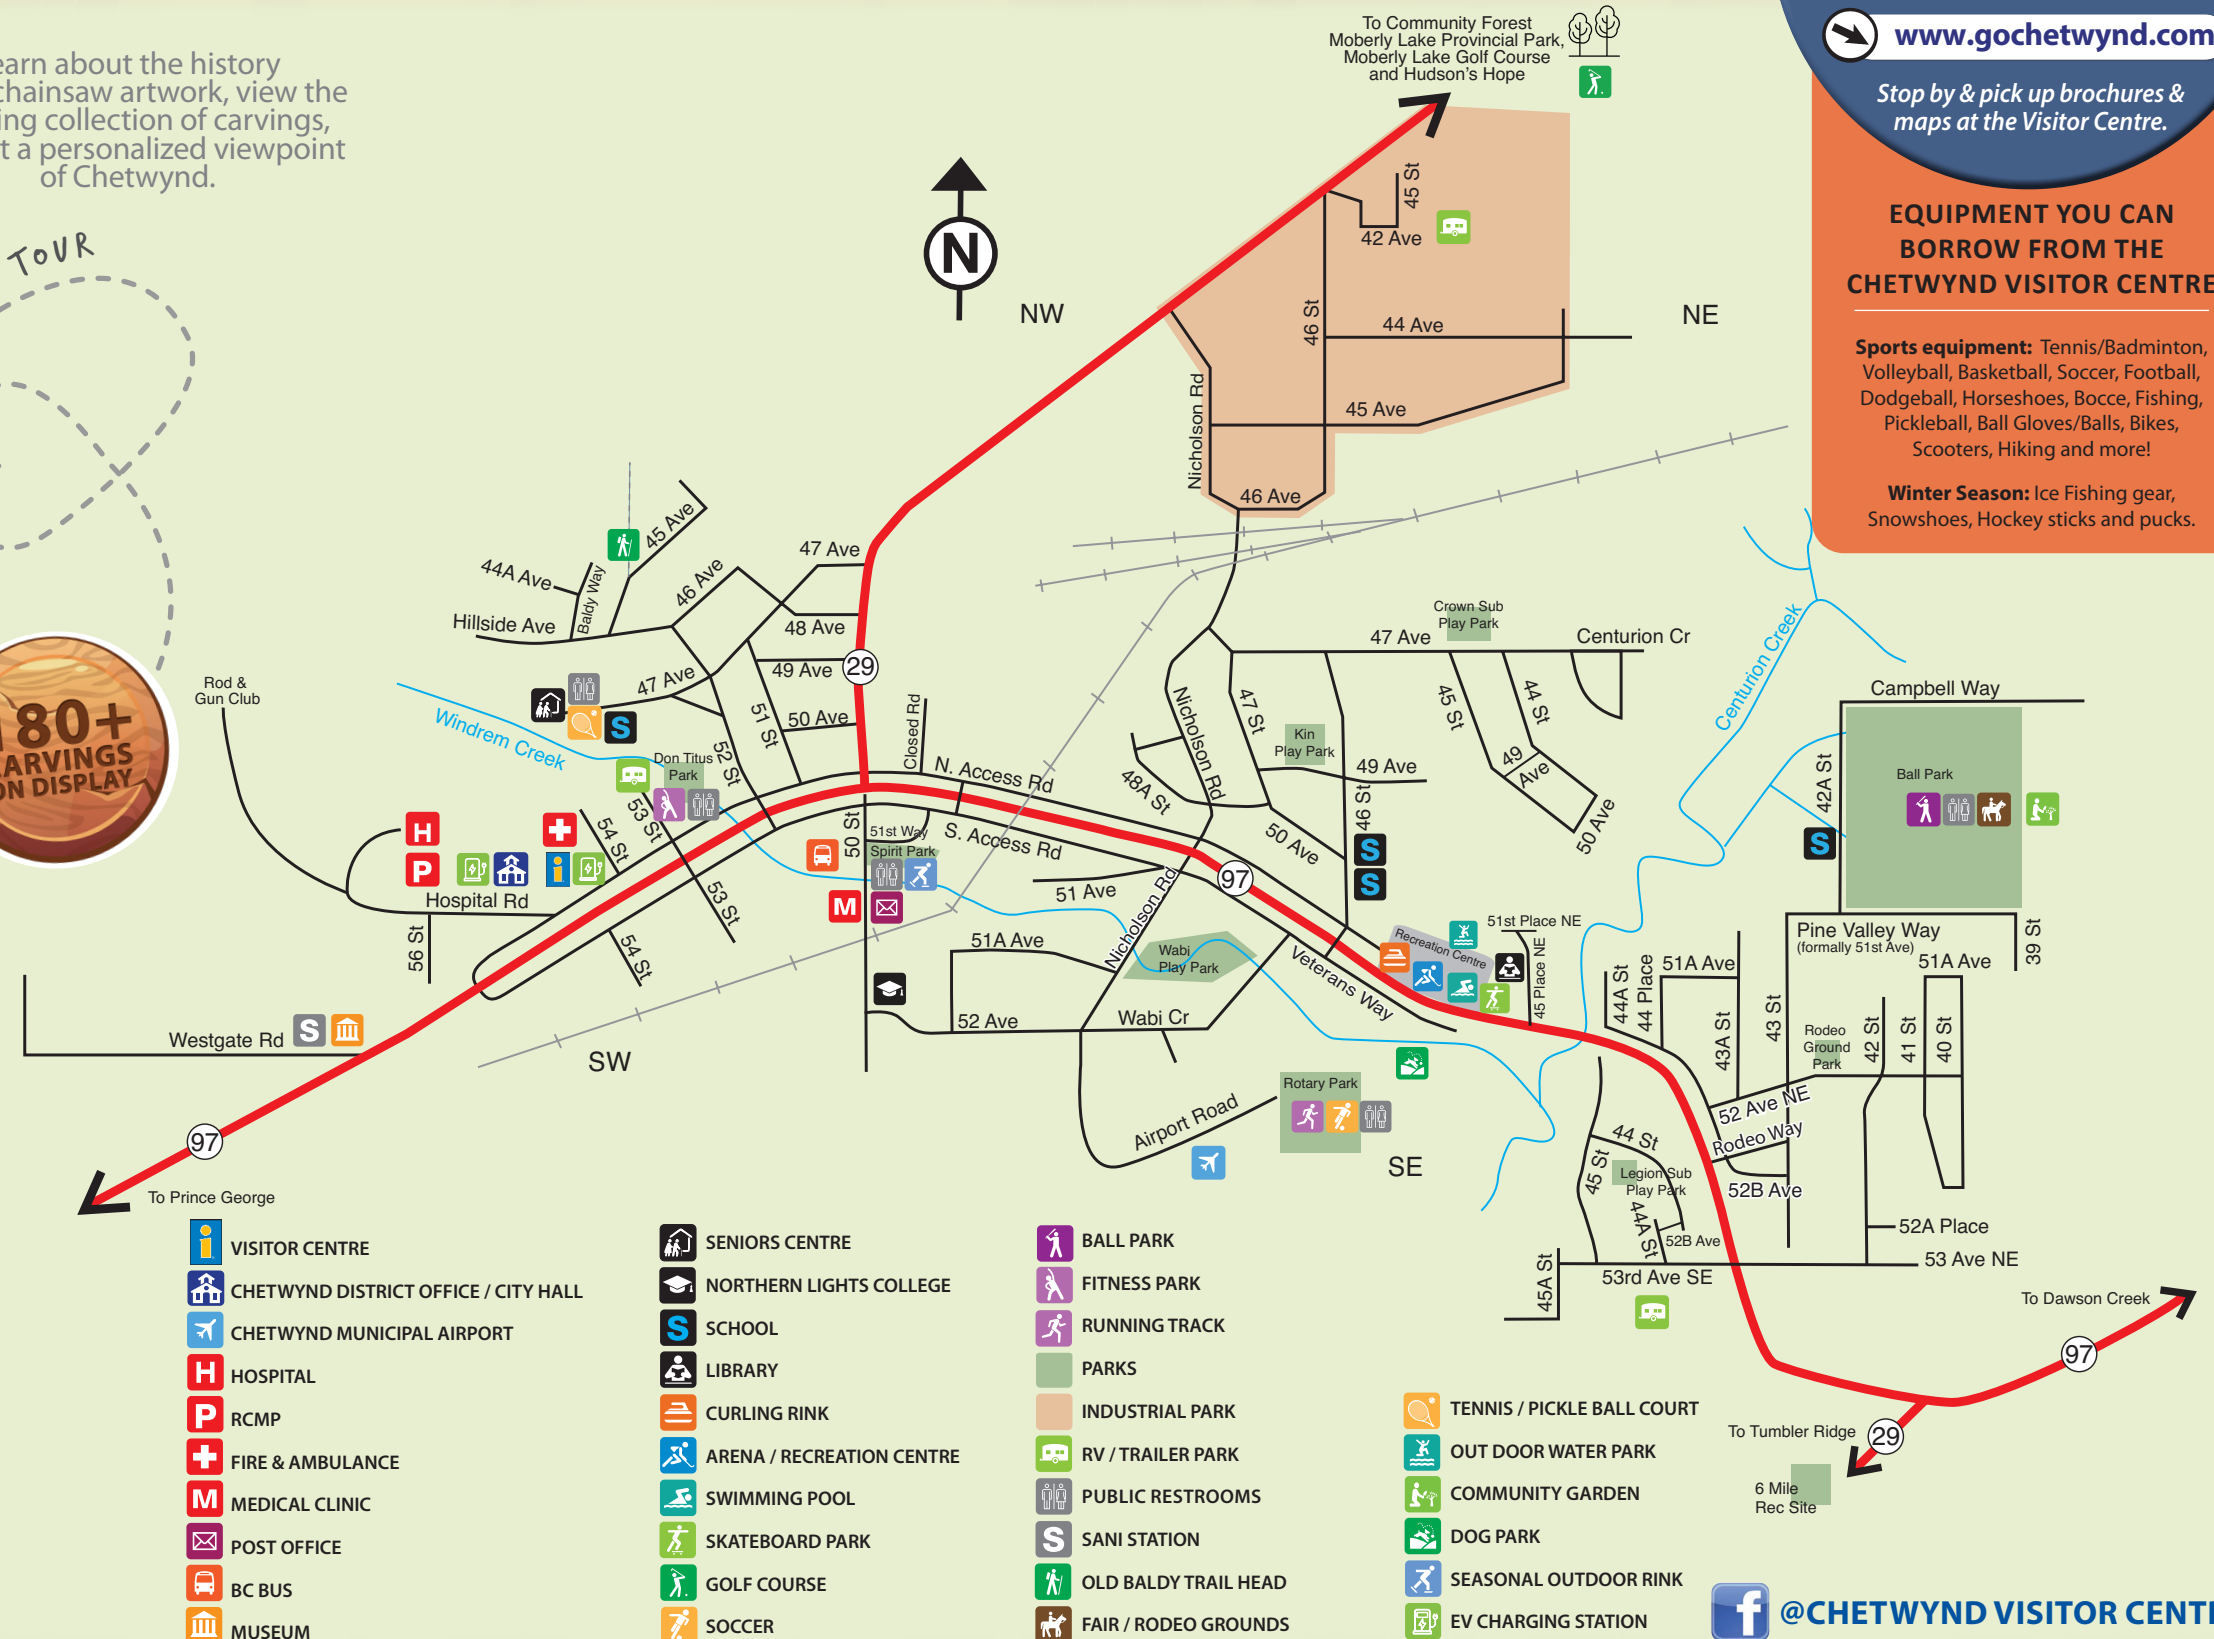 earn about the history
chainsaw artwork, view the
ing collection of carvings,
t a personalized viewpoint
of Chetwynd.
TOUR
180+
CARVINGS
ON DISPLAY
To Community Forest
Moberly Lake Provincial Park,
Moberly Lake Golf Course
and Hudson's Hope
www.gochetwynd.com
Stop by & pick up brochures &
maps at the Visitor Centre.
EQUIPMENT YOU CAN
BORROW FROM THE
CHETWYND VISITOR CENTRE
Sports equipment: Tennis/Badminton,
Volleyball, Basketball, Soccer, Football,
Dodgeball, Horseshoes, Bocce, Fishing,
Pickleball, Ball Gloves/Balls, Bikes,
Scooters, Hiking and more!
Winter Season: Ice Fishing gear,
Snowshoes, Hockey sticks and pucks.
N
NW
NE
45 St
42 Ave
46 St
44 Ave
Nicholson Rd
45 Ave
46 Ave
45 Ave
44A Ave
Baldy Way
Hillside Ave
46 Ave
47 Ave
48 Ave
49 Ave
29
47 Ave
51 St
50 Ave
52 St
Closed Rd
Rod &
Gun Club
Windrem Creek
S
Don Titus
Park
53 St
54 St
H
P
i
Hospital Rd
56 St
54 St
53 St
N. Access Rd
S. Access Rd
50 St
51st Way
Spirit Park
M
51 Ave
51A Ave
52 Ave
Nicholson Rd
Wabi
Play Park
Wabi Cr
Veterans Way
Nicholson Rd
48A St
47 St
Kin
Play Park
49 Ave
46 St
50 Ave
S
S
97
47 Ave
Crown Sub
Play Park
Centurion Cr
45 St
44 St
49
Ave
50 Ave
Centurion Creek
Campbell Way
42A St
Ball Park
S
Pine Valley Way
(formally 51st Ave)
39 St
51A Ave
51st Place NE
Recreation Centre
45 Place NE
44A St
44 Place
51A Ave
43A St
43 St
Rodeo
Ground
Park
42 St
41 St
40 St
52 Ave NE
Rodeo Way
52B Ave
44 St
45 St
Legion Sub
Play Park
44A St
52B Ave
45A St
53rd Ave SE
52A Place
53 Ave NE
Westgate Rd
S
SW
SE
Airport Road
Rotary Park
97
To Prince George
To Dawson Creek
97
To Tumbler Ridge
29
6 Mile
Rec Site
i VISITOR CENTRE
CHETWYND DISTRICT OFFICE / CITY HALL
CHETWYND MUNICIPAL AIRPORT
H HOSPITAL
P RCMP
FIRE & AMBULANCE
M MEDICAL CLINIC
POST OFFICE
BC BUS
MUSEUM
SENIORS CENTRE
NORTHERN LIGHTS COLLEGE
S SCHOOL
LIBRARY
CURLING RINK
ARENA / RECREATION CENTRE
SWIMMING POOL
SKATEBOARD PARK
GOLF COURSE
SOCCER
BALL PARK
FITNESS PARK
RUNNING TRACK
PARKS
INDUSTRIAL PARK
RV / TRAILER PARK
PUBLIC RESTROOMS
S SANI STATION
OLD BALDY TRAIL HEAD
FAIR / RODEO GROUNDS
TENNIS / PICKLE BALL COURT
OUT DOOR WATER PARK
COMMUNITY GARDEN
DOG PARK
SEASONAL OUTDOOR RINK
EV CHARGING STATION
f @CHETWYND VISITOR CENT